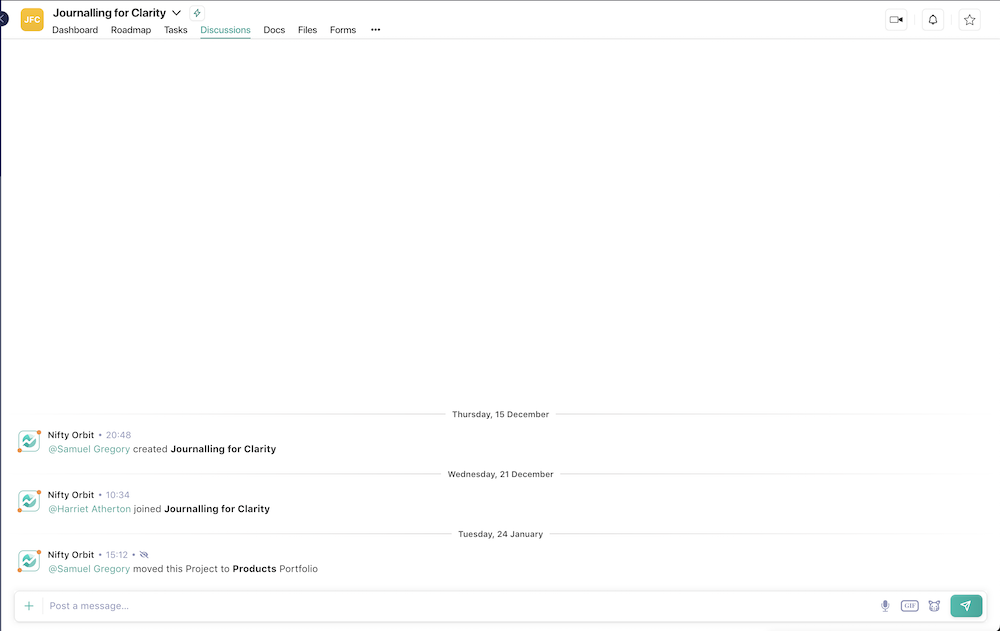 JFC
Journalling for Clarity
Dashboard Roadmap Tasks Discussions Docs Files Forms
Thursday, 15 December
Nifty Orbit • 20:48
@Samuel Gregory created Journalling for Clarity
Wednesday, 21 December
Nifty Orbit • 10:34
@Harriet Atherton joined Journalling for Clarity
Tuesday, 24 January
Nifty Orbit • 15:12 •
@Samuel Gregory moved this Project to Products Portfolio
Post a message...
GIF